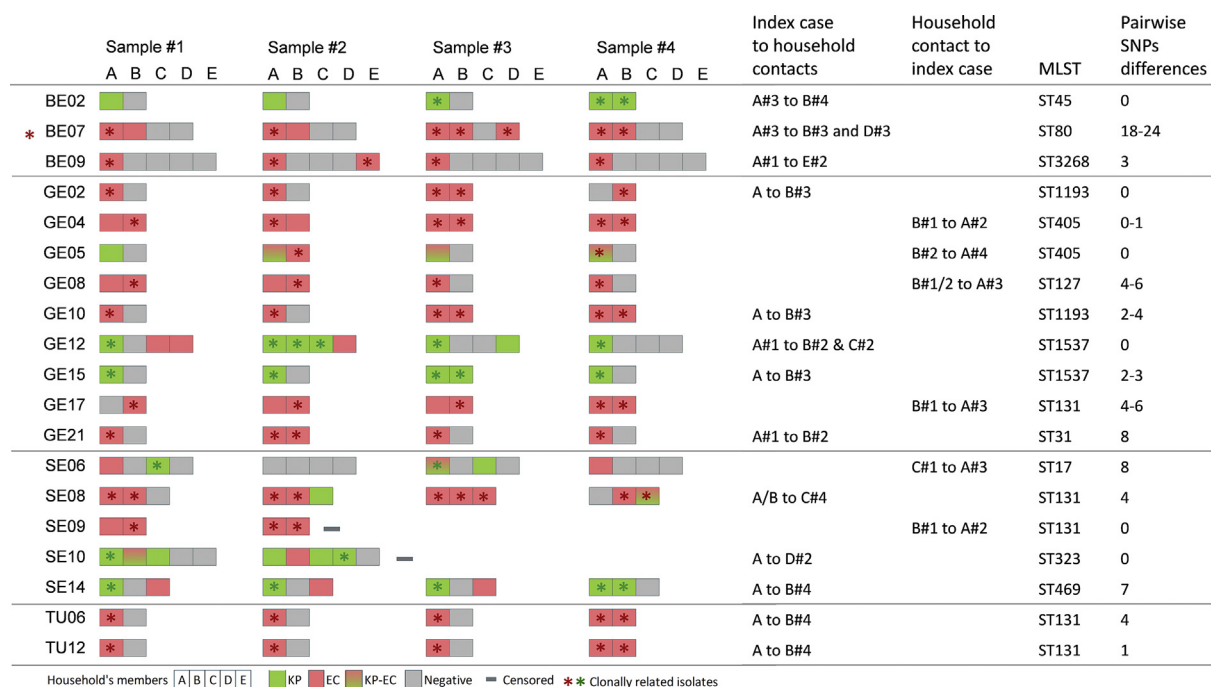 Index case Household Pairwise
Sample #1 Sample #2 Sample #3 Sample #4 to household contact to SNPs
A B C D E A B C D E A B C D E A B C D E contacts index case MLST differences
BE02 * * * A#3 to B#4 ST45 0
* BE07 * * * * * * * A#3 to B#3 and D#3 ST80 18-24
BE09 * * * * * A#1 to E#2 ST3268 3
GE02 * * * * * A to B#3 ST1193 0
GE04 * * * * * * B#1 to A#2 ST405 0-1
GE05 * * B#2 to A#4 ST405 0
GE08 * * * * B#1/2 to A#3 ST127 4-6
GE10 * * * * * * A to B#3 ST1193 2-4
GE12 * * * * * * A#1 to B#2 & C#2 ST1537 0
GE15 * * * * * A to B#3 ST1537 2-3
GE17 * * * * * B#1 to A#3 ST131 4-6
GE21 * * * * * A#1 to B#2 ST31 8
SE06 * * C#1 to A#3 ST17 8
SE08 * * * * * * * * * A/B to C#4 ST131 4
SE09 * * * B#1 to A#2 ST131 0
SE10 * * A to D#2 ST323 0
SE14 * * * * * A to B#4 ST469 7
TU06 * * * * * A to B#4 ST131 4
TU12 * * * * * A to B#4 ST131 1
Household's members A B C D E KP EC KP-EC Negative Censored ** Clonally related isolates